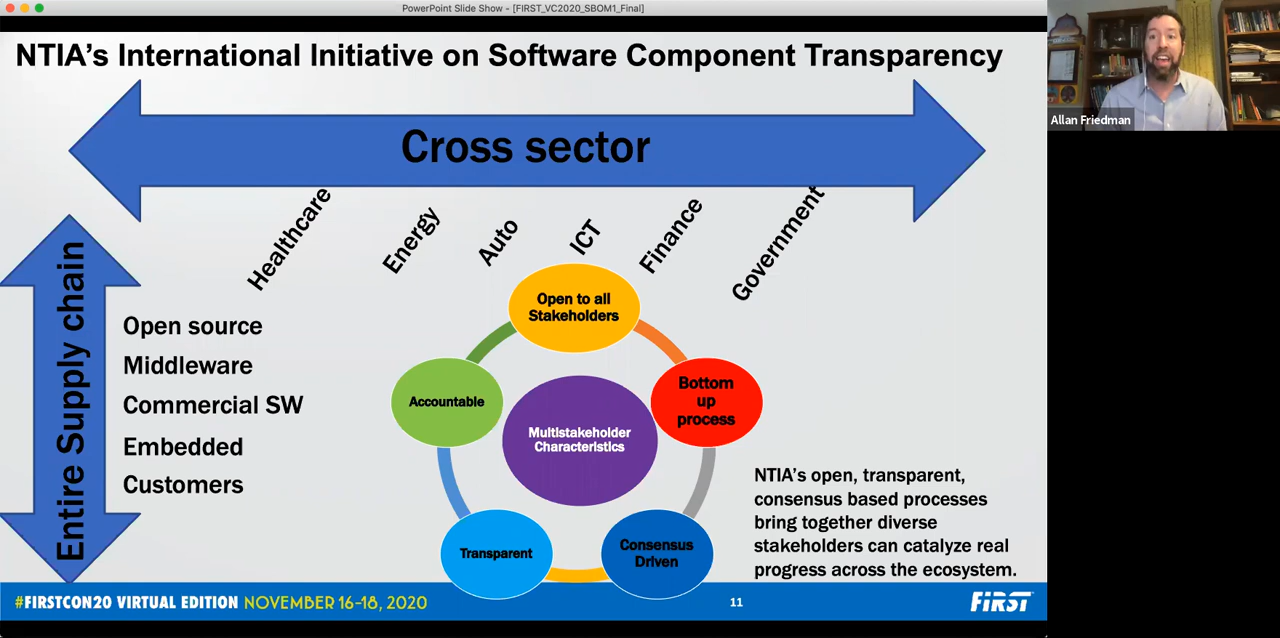 PowerPoint Slide Show - [FIRST_VC2020_SBOM1_Final]
NTIA's International Initiative on Software Component Transparency
Allan Friedman
Cross sector
Healthcare
Energy
Auto
ICT
Finance
Government
Entire Supply chain
Open source
Middleware
Commercial SW
Embedded
Customers
Open to all
Stakeholders
Accountable
Bottom
up
process
Multistakeholder
Characteristics
Transparent
Consensus
Driven
NTIA's open, transparent,
consensus based processes
bring together diverse
stakeholders can catalyze real
progress across the ecosystem.
#FIRSTCON20 VIRTUAL EDITION NOVEMBER 16-18, 2020
11
FIRST